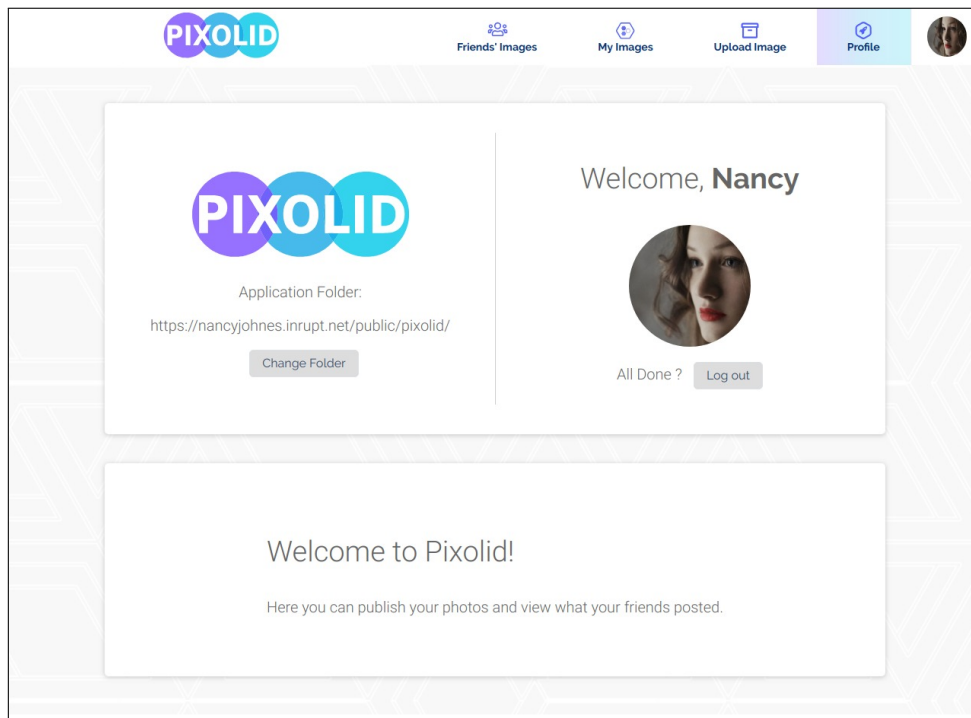 PIXOLID
Friends' Images
My Images
Upload Image
Profile
PIXOLID
Application Folder:
https://nancyjohnes.inrupt.net/public/pixolid/
Change Folder
Welcome, Nancy
All Done ? Log out
Welcome to Pixolid!
Here you can publish your photos and view what your friends posted.